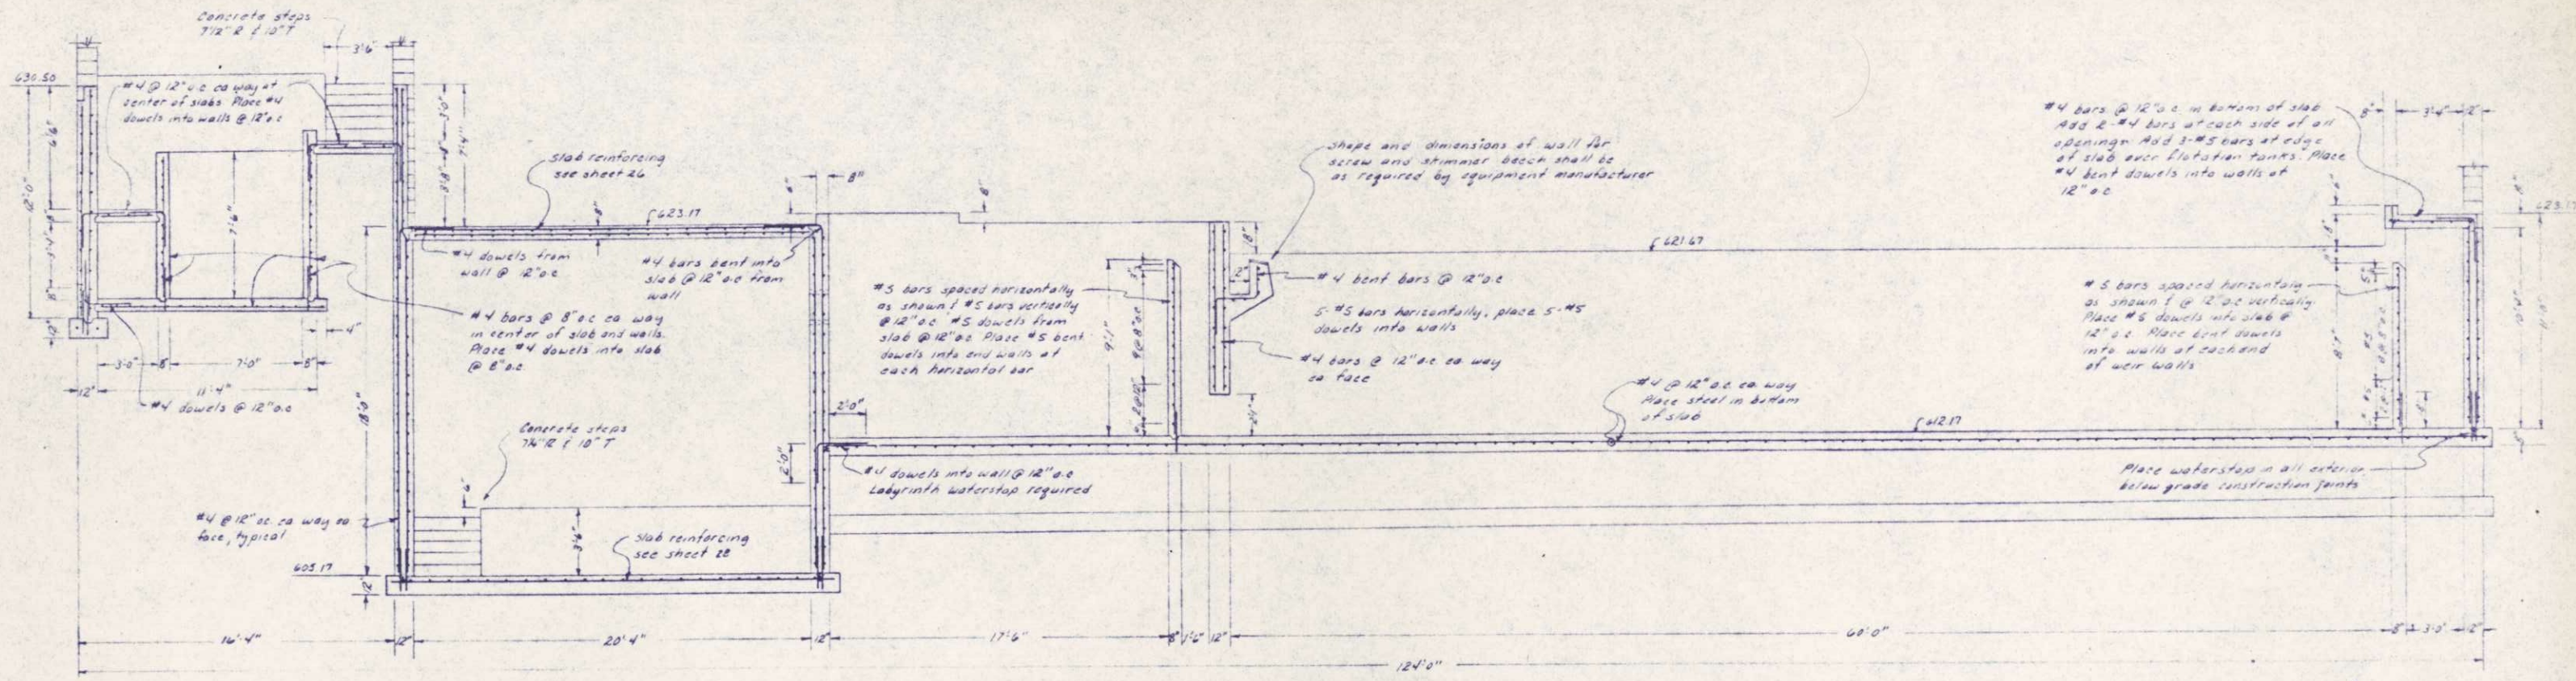 Concrete steps
7½" R & 10" T
3'6"
630.50
#4 @ 12" o.c. ea way at
center of slabs Place #4
dowels into walls @ 12" o.c
12'-0"
7'-6"
Slab reinforcing
see sheet 26
8"
623.17
#4 dowels from
wall @ 12" o.c
#4 bars bent into
slab @ 12" o.c from
wall
#4 bars @ 8" o.c ea way
in center of slab and walls.
Place #4 dowels into slab
@ 8" o.c
4"
3'-0"
8"
7'-0"
8"
12"
11'-4"
#4 dowels @ 12" o.c
18'-0"
Concrete steps
2'-0"
2'-0"
#4 dowels into wall @ 12" o.c
Labyrinth waterstop required
#4 @ 12" o.c. ea way ea
face, typical
3'-6"
Slab reinforcing
see sheet 28
605.17
12"
#5 bars spaced horizontally
as shown & #5 bars vertically
@ 12" o.c #5 dowels from
slab @ 12" o.c Place #5 bent
dowels into end walls at
each horizontal bar
9'-1"
8"
18"
Shape and dimensions of wall for
screw and skimmer beach shall be
as required by equipment manufacturer
621.67
#4 bent bars @ 12" o.c
5-#5 bars horizontally, place 5-#5
dowels into walls
#4 bars @ 12" o.c. ea way
ea face
24"
#4 @ 12" o.c. ea. way
Place steel in bottom
of slab
612.17
#4 bars @ 12" o.c. in bottom of slab
Add 2-#4 bars at each side of all
openings. Add 3-#5 bars at edge
of slab over flotation tanks. Place
#4 bent dowels into walls at
12" o.c
8"
3'-4"
12"
623.17
#5 bars spaced horizontally
as shown & @ 12" o.c vertically.
Place #5 dowels into slab @
12" o.c. Place bent dowels
into walls at each end
of weir walls
Place waterstop in all exterior
below grade construction joints
16'-4"
12"
20'-4"
12"
17'-6"
8"
1'-6"
12"
60'-0"
8"
3'-0"
12"
124'-0"